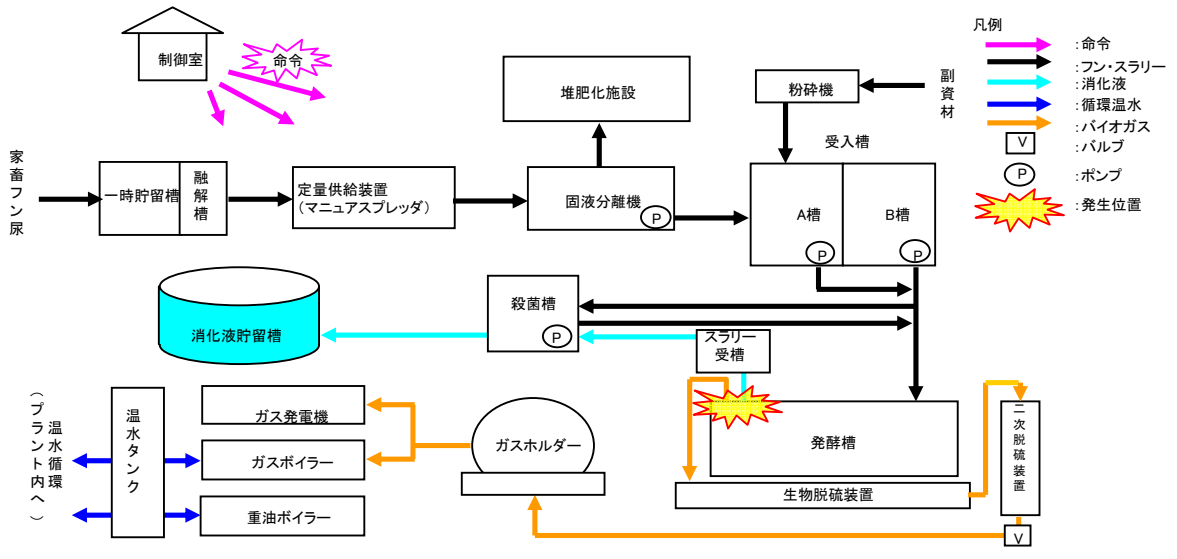 制御室
命令
凡例
:命令
:フン・スラリー
:消化液
:循環温水
:バイオガス
V
:バルブ
P
:ポンプ
:発生位置
堆肥化施設
粉砕機
副資材
受入槽
家畜フン尿
一時貯留槽
融解槽
定量供給装置
(マニュアスプレッダ)
固液分離機
P
A槽
P
B槽
P
消化液貯留槽
殺菌槽
P
スラリー
受槽
(プラント内へ)
温水循環
温水タンク
ガス発電機
ガスボイラー
重油ボイラー
ガスホルダー
発酵槽
生物脱硫装置
二次脱硫装置
V